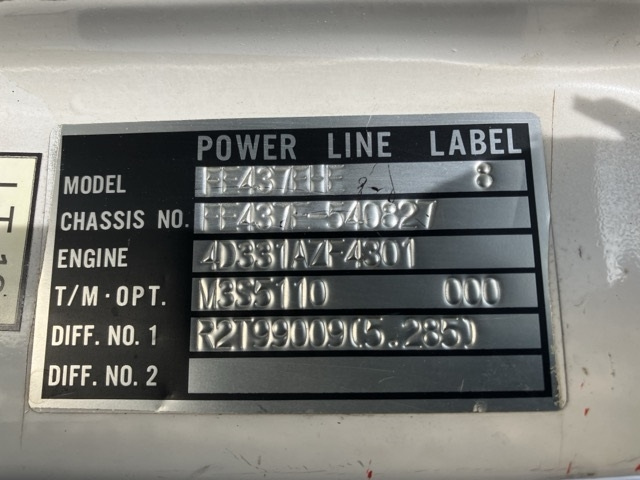 POWER LINE LABEL
MODEL 8
CHASSIS NO. FE437F-540827
ENGINE 4D331AZF4301
T/M·OPT. M3S5110 000
DIFF. NO. 1 R2T99009(5.285)
DIFF. NO. 2